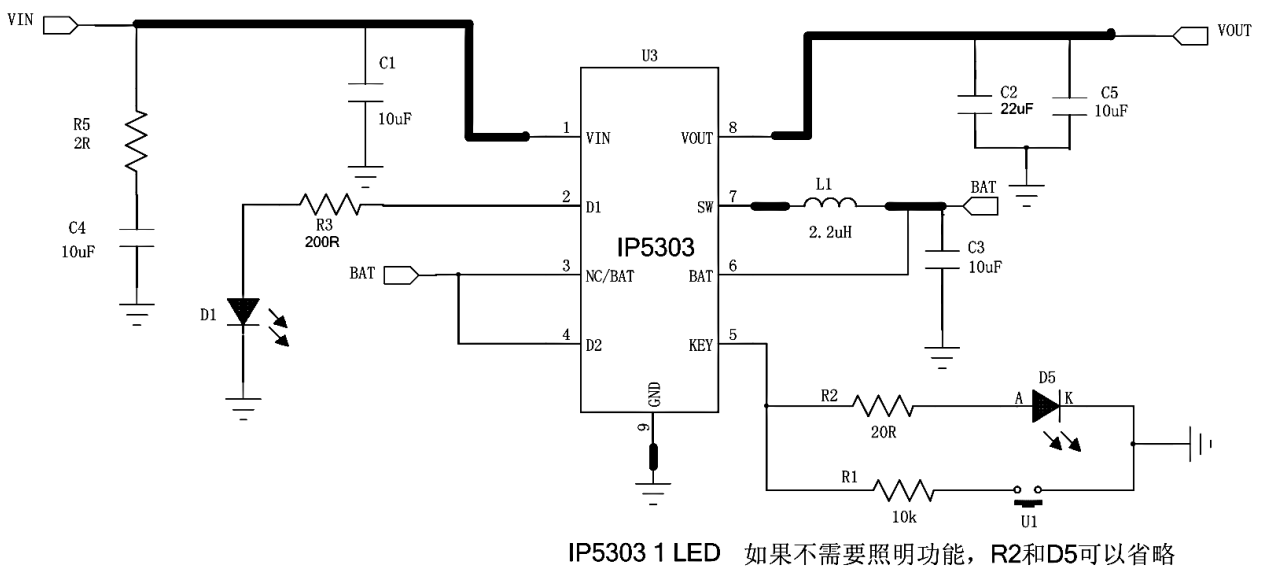 VIN
VOUT
U3
C1
10uF
C2
22uF
C5
10uF
R5
2R
1
VIN
VOUT
8
2
D1
SW
7
L1
2.2uH
BAT
R3
200R
C4
10uF
IP5303
C3
10uF
BAT
3
NC/BAT
BAT
6
D1
4
D2
KEY
5
GND
9
R2
20R
D5
A
K
R1
10k
U1
IP5303 1 LED 如果不需要照明功能，R2和D5可以省略